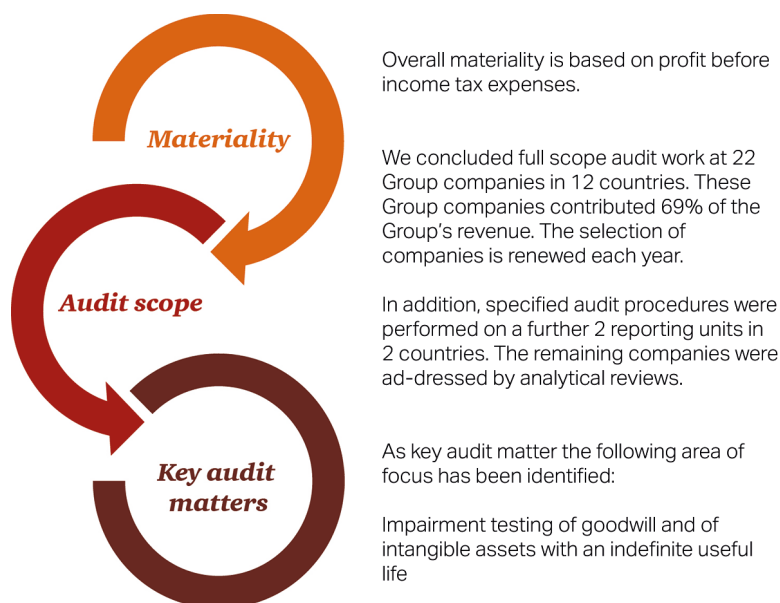 Materiality
Overall materiality is based on profit before
income tax expenses.
Audit scope
We concluded full scope audit work at 22
Group companies in 12 countries. These
Group companies contributed 69% of the
Group’s revenue. The selection of
companies is renewed each year.
In addition, specified audit procedures were
performed on a further 2 reporting units in
2 countries. The remaining companies were
ad-dressed by analytical reviews.
Key audit
matters
As key audit matter the following area of
focus has been identified:
Impairment testing of goodwill and of
intangible assets with an indefinite useful
life